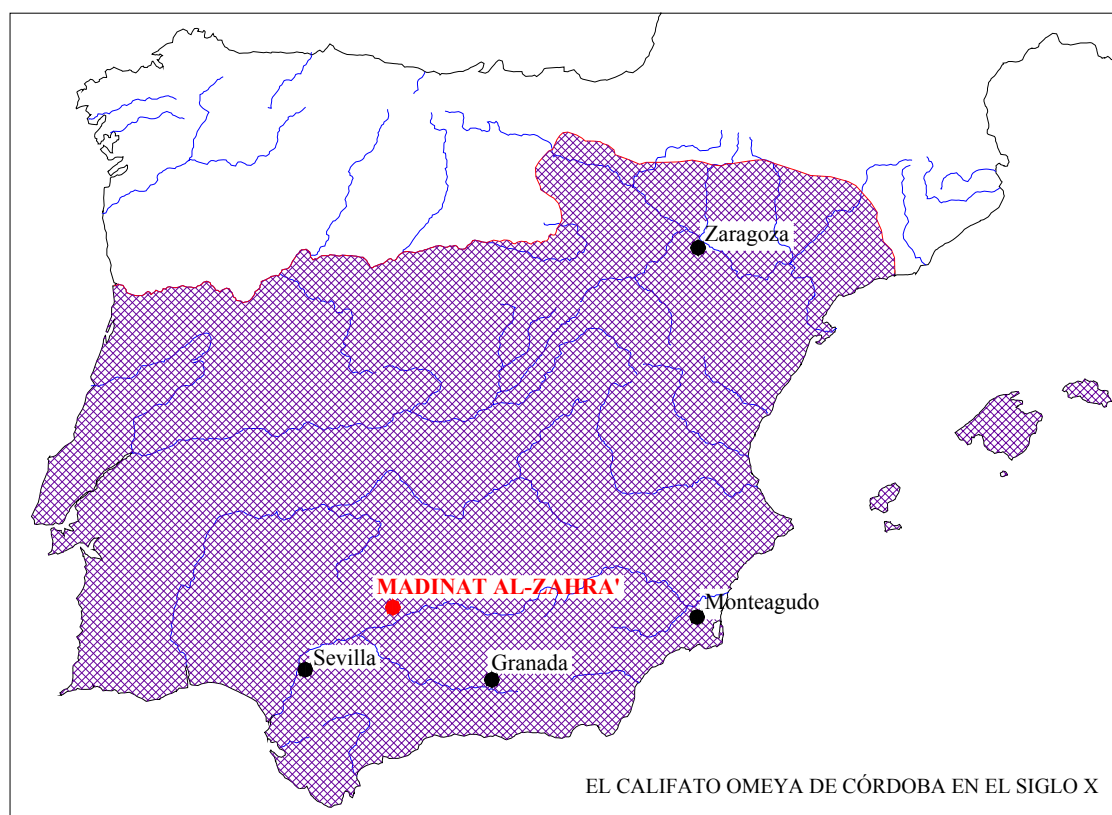 Zaragoza
MADINAT AL-ZAHRA'
Monteagudo
Sevilla
Granada
EL CALIFATO OMEYA DE CÓRDOBA EN EL SIGLO X